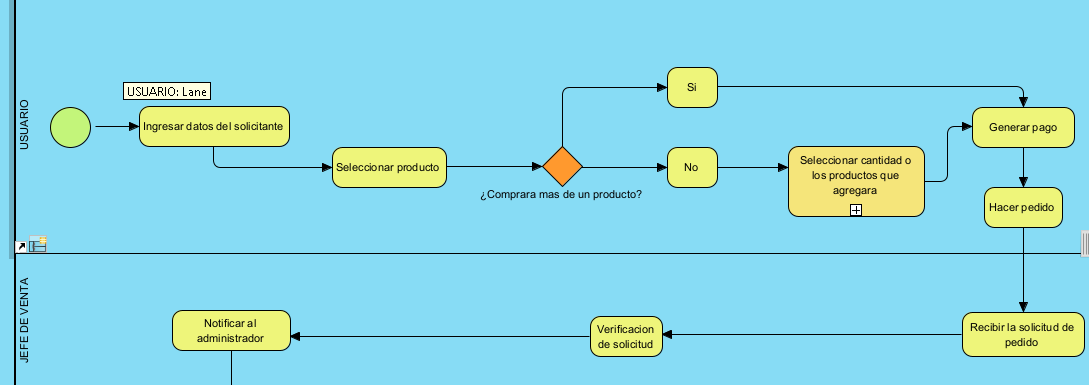 USUARIO
USUARIO: Lane
Ingresar datos del solicitante
Seleccionar producto
¿Comprara mas de un producto?
Si
No
Seleccionar cantidad o
los productos que
agregara
Generar pago
Hacer pedido
JEFE DE VENTA
Notificar al
administrador
Verificacion
de solicitud
Recibir la solicitud de
pedido